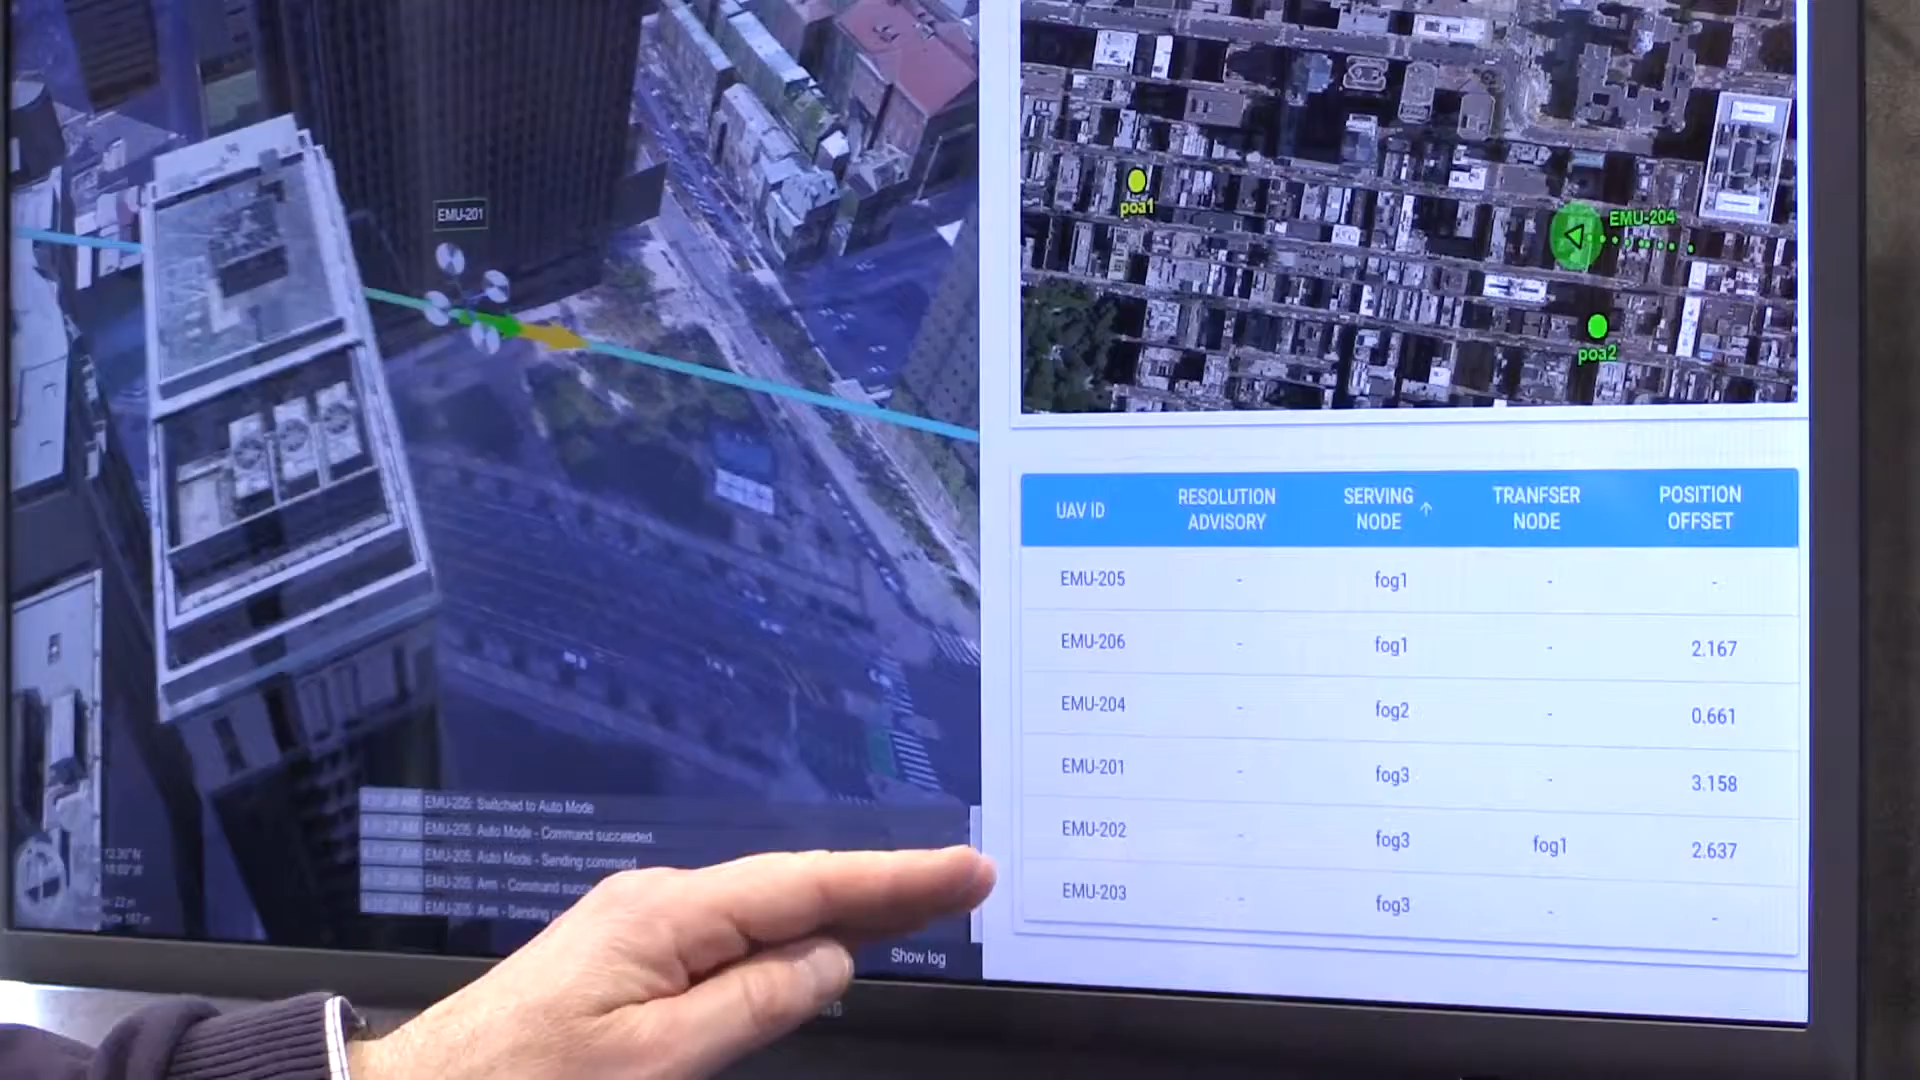 EMU-201
poa1
EMU-204
poa2
UAV ID
RESOLUTION
ADVISORY
SERVING
NODE
TRANFSER
NODE
POSITION
OFFSET
EMU-205 - fog1 - -
EMU-206 - fog1 - 2.167
EMU-204 - fog2 - 0.661
EMU-201 - fog3 - 3.158
EMU-202 - fog3 fog1 2.637
EMU-203 - fog3 - -
EMU-205: Switched to Auto Mode
EMU-205: Auto Mode - Command succeeded.
EMU-205: Auto Mode - Sending command
EMU-205: Arm - Command
EMU-205: Arm - Sending
Show log